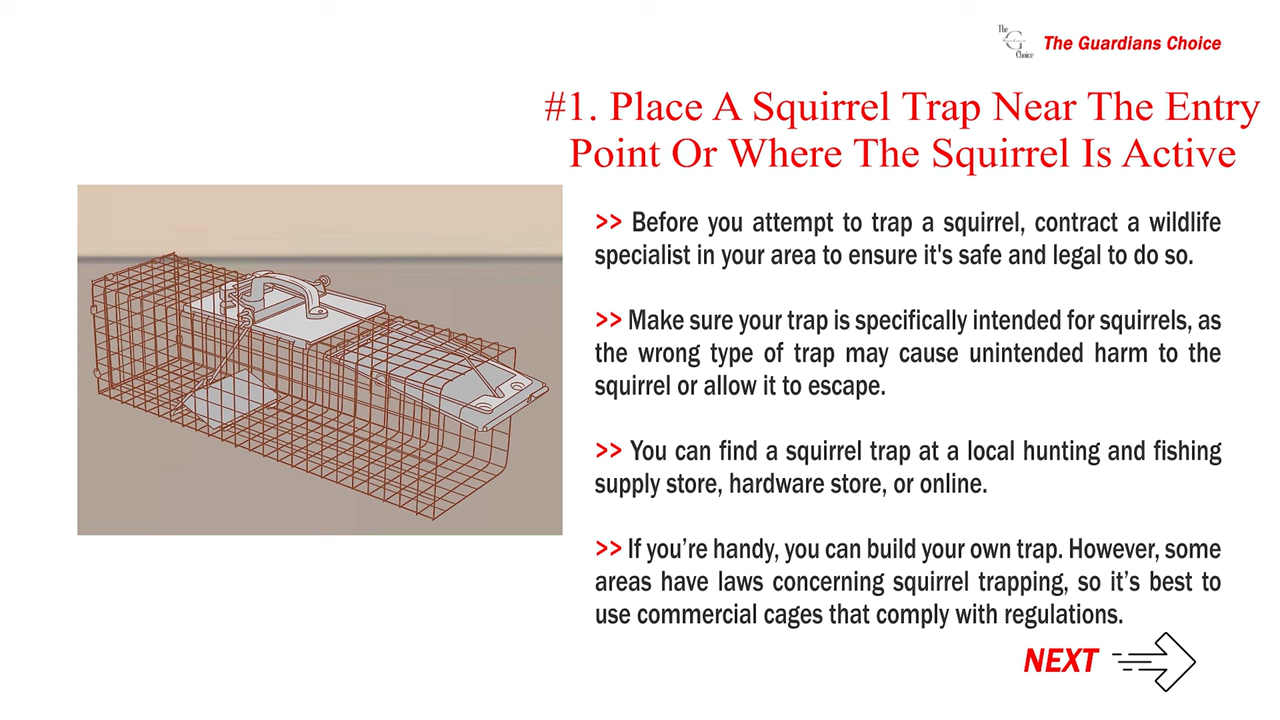 The
G
Choice
The Guardians Choice
#1. Place A Squirrel Trap Near The Entry
Point Or Where The Squirrel Is Active
>> Before you attempt to trap a squirrel, contract a wildlife
specialist in your area to ensure it's safe and legal to do so.
>> Make sure your trap is specifically intended for squirrels, as
the wrong type of trap may cause unintended harm to the
squirrel or allow it to escape.
>> You can find a squirrel trap at a local hunting and fishing
supply store, hardware store, or online.
>> If you’re handy, you can build your own trap. However, some
areas have laws concerning squirrel trapping, so it’s best to
use commercial cages that comply with regulations.
NEXT